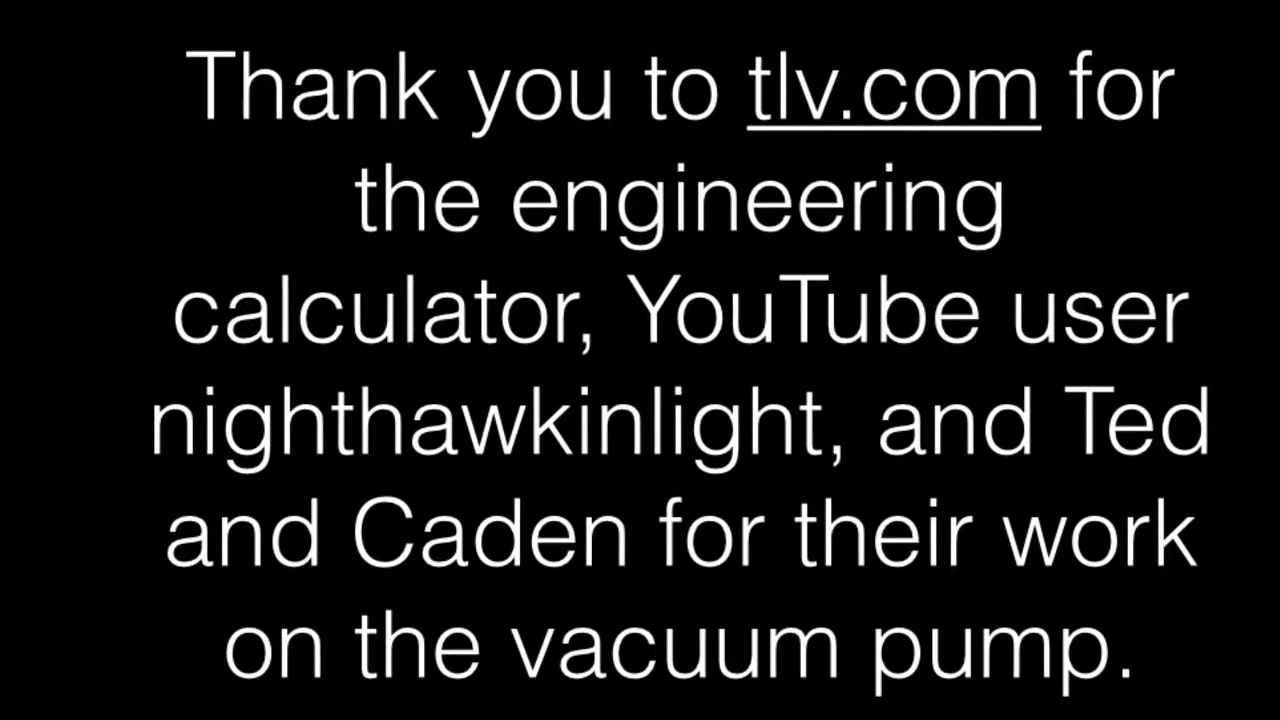 Thank you to tlv.com for
the engineering
calculator, YouTube user
nighthawkinlight, and Ted
and Caden for their work
on the vacuum pump.